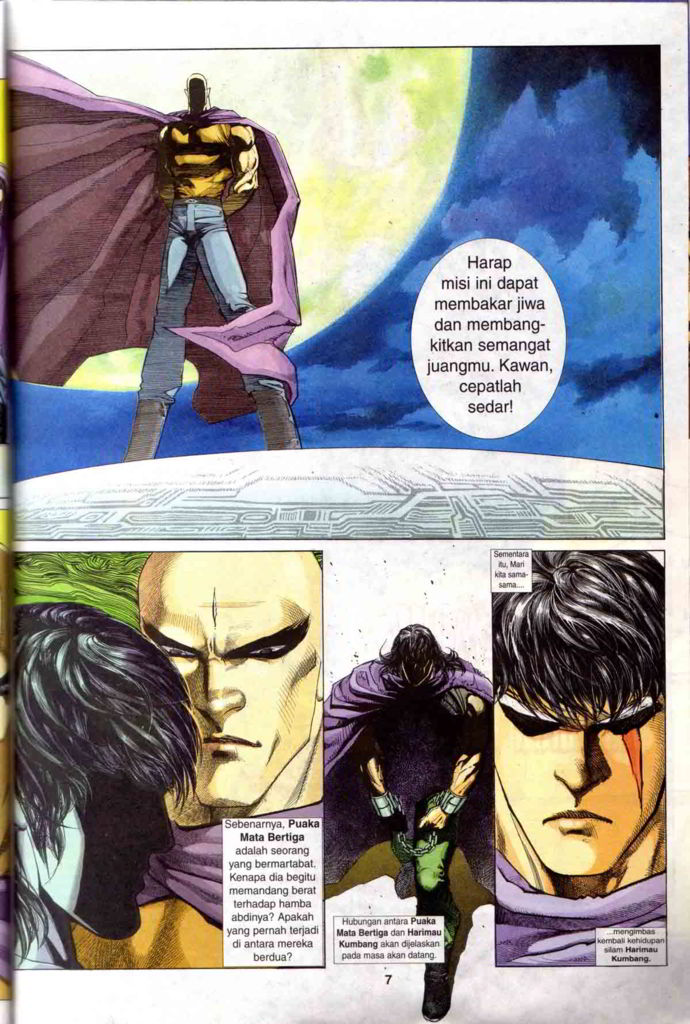 Harap
misi ini dapat
membakar jiwa
dan membang-
kitkan semangat
juangmu. Kawan,
cepatlah
sedar!
Sebenarnya, Puaka
Mata Bertiga
adalah seorang
yang bermartabat.
Kenapa dia begitu
memandang berat
terhadap hamba
abdinya? Apakah
yang pernah terjadi
di antara mereka
berdua?
Hubungan antara Puaka
Mata Bertiga dan Harimau
Kumbang akan dijelaskan
pada masa akan datang.
Sementara
itu, Mari
kita sama-
sama....
...mengimbas
kembali kehidupan
silam Harimau
Kumbang.
7